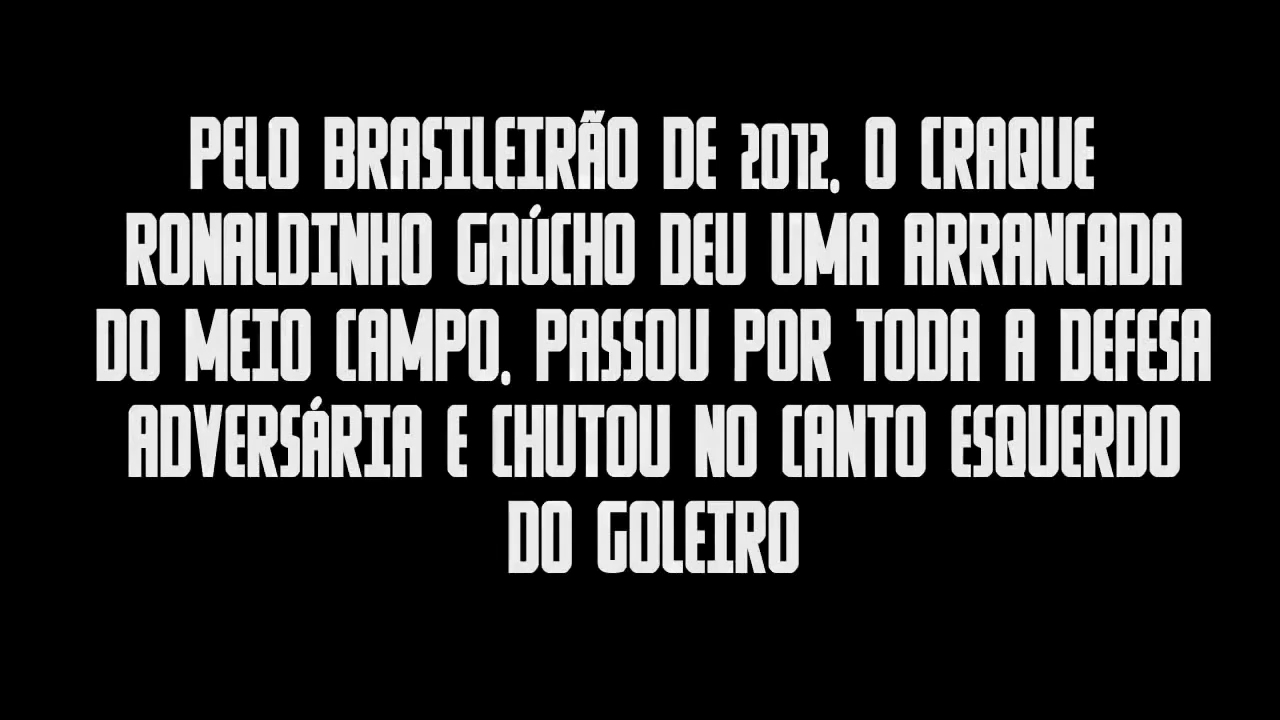 PELO BRASILEIRÃO DE 2012, O CRAQUE
RONALDINHO GAÚCHO DEU UMA ARRANCADA
DO MEIO CAMPO, PASSOU POR TODA A DEFESA
ADVERSÁRIA E CHUTOU NO CANTO ESQUERDO
DO GOLEIRO